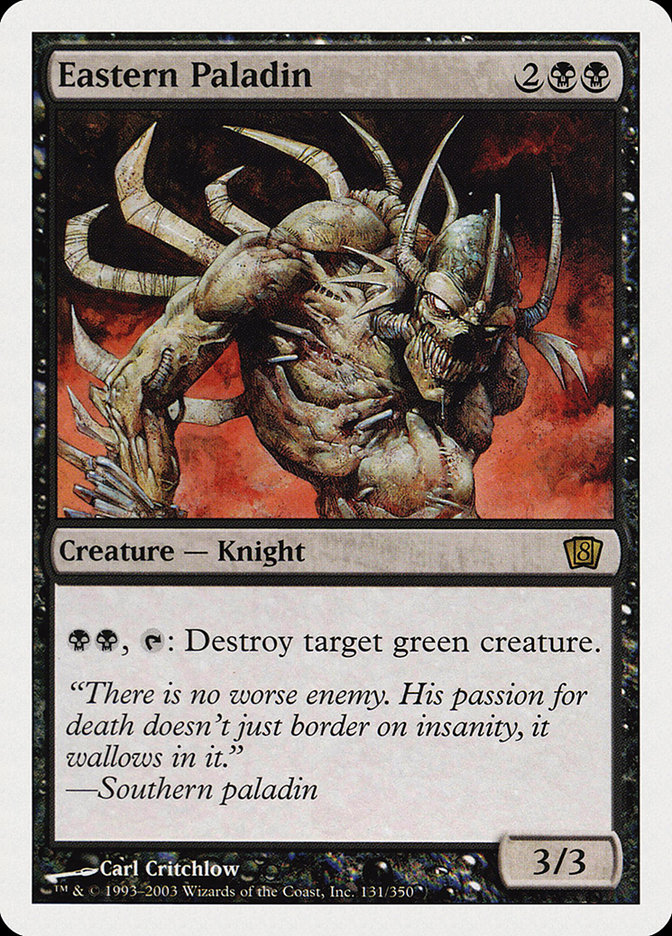 Eastern Paladin 2
Creature — Knight 8
, : Destroy target green creature.
“There is no worse enemy. His passion for
death doesn’t just border on insanity, it
wallows in it.”
—Southern paladin
Carl Critchlow
3/3
™ & © 1993–2003 Wizards of the Coast, Inc. 131/350